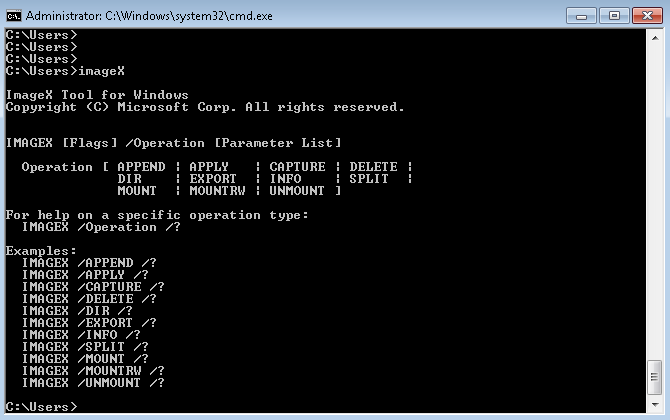 Administrator: C:\Windows\system32\cmd.exe
C:\Users>
C:\Users>
C:\Users>
C:\Users>imageX

ImageX Tool for Windows
Copyright (C) Microsoft Corp. All rights reserved.


IMAGEX [Flags] /Operation [Parameter List]

  Operation [ APPEND ¦ APPLY   ¦ CAPTURE ¦ DELETE ¦
              DIR    ¦ EXPORT  ¦ INFO    ¦ SPLIT  ¦
              MOUNT  ¦ MOUNTRW ¦ UNMOUNT ]

For help on a specific operation type:
  IMAGEX /Operation /?

Examples:
  IMAGEX /APPEND /?
  IMAGEX /APPLY /?
  IMAGEX /CAPTURE /?
  IMAGEX /DELETE /?
  IMAGEX /DIR /?
  IMAGEX /EXPORT /?
  IMAGEX /INFO /?
  IMAGEX /SPLIT /?
  IMAGEX /MOUNT /?
  IMAGEX /MOUNTRW /?
  IMAGEX /UNMOUNT /?

C:\Users>